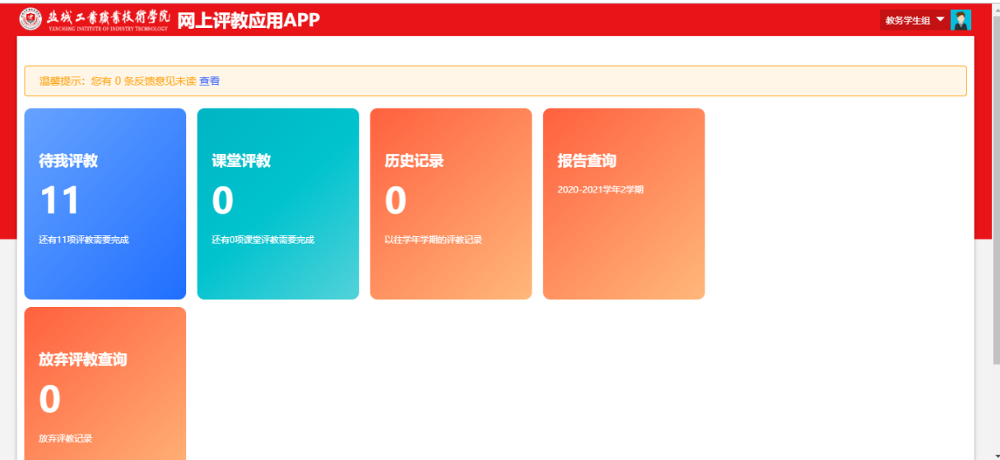 盐城工业职业技术学院 网上评教应用APP
YANCHENG INSTITUTE OF INDUSTRY TECHNOLOGY
教务学生组
温馨提示：您有 0 条反馈意见未读 查看
待我评教
11
还有11项评教需要完成
课堂评教
0
还有0项课堂评教需要完成
历史记录
0
以往学年学期的评教记录
报告查询
2020-2021学年2学期
放弃评教查询
0
放弃评教记录